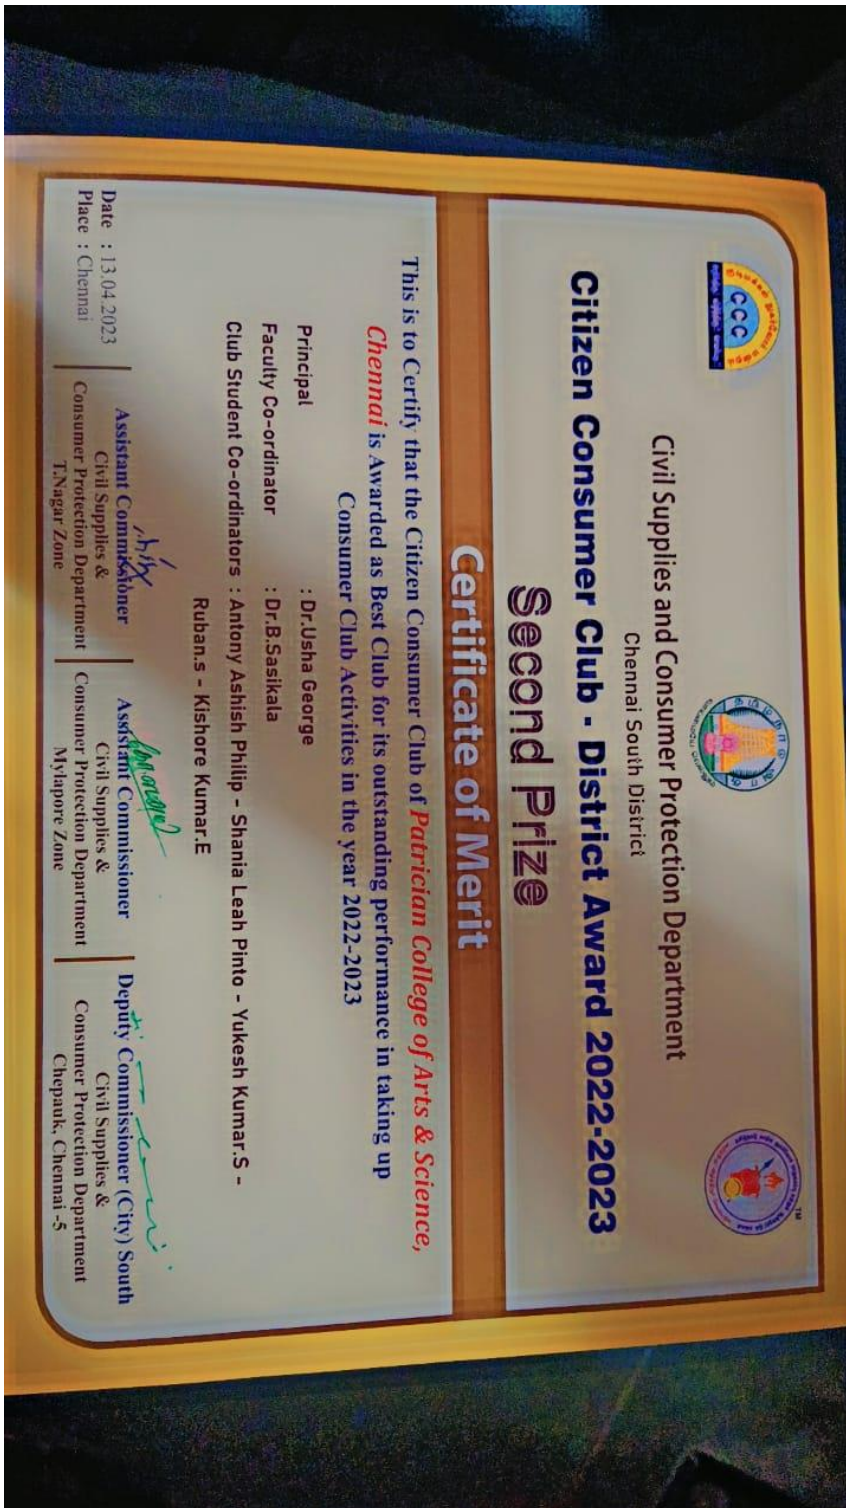 CCC
TM
Civil Supplies and Consumer Protection Department
Chennai South District
Citizen Consumer Club - District Award 2022-2023
Second Prize
Certificate of Merit
This is to Certify that the Citizen Consumer Club of Patrician College of Arts & Science,
Chennai is Awarded as Best Club for its outstanding performance in taking up
Consumer Club Activities in the year 2022-2023
Principal : Dr.Usha George
Faculty Co-ordinator : Dr.B.Sasikala
Club Student Co-ordinators : Antony Ashish Philip - Shania Leah Pinto - Yukesh Kumar.S -
Ruban.s - Kishore Kumar.E
Date : 13.04.2023
Place : Chennai
Assistant Commissioner
Civil Supplies &
Consumer Protection Department
T.Nagar Zone
Assistant Commissioner
Civil Supplies &
Consumer Protection Department
Mylapore Zone
Deputy Commissioner (City) South
Civil Supplies &
Consumer Protection Department
Chepauk, Chennai -5